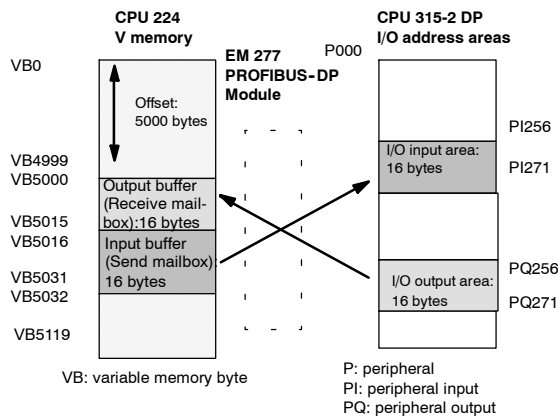 CPU 224
V memory
CPU 315-2 DP
I/O address areas
EM 277
PROFIBUS-DP
Module
P000
VB0
Offset:
5000 bytes
VB4999
VB5000
Output buffer
(Receive mail-
box):16 bytes
VB5015
VB5016
Input buffer
(Send mailbox):
16 bytes
VB5031
VB5032
VB5119
PI256
I/O input area:
16 bytes
PI271
PQ256
I/O output area:
16 bytes
PQ271
VB: variable memory byte
P: peripheral
PI: peripheral input
PQ: peripheral output